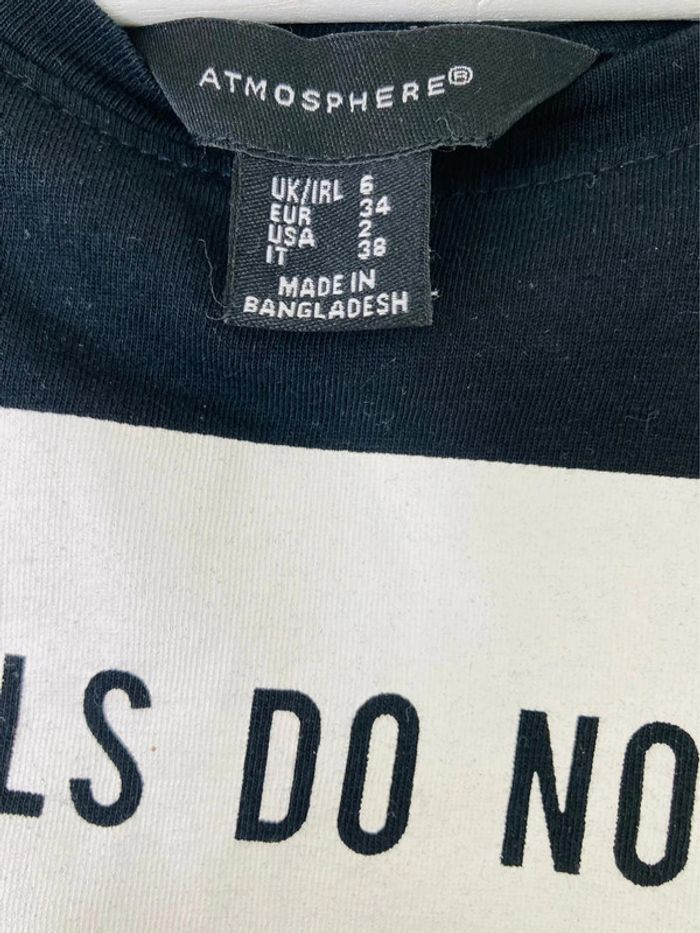 ATMOSPHERE®
UK/IRL 6
EUR 34
USA 2
IT 38
MADE IN
BANGLADESH
LS DO NO